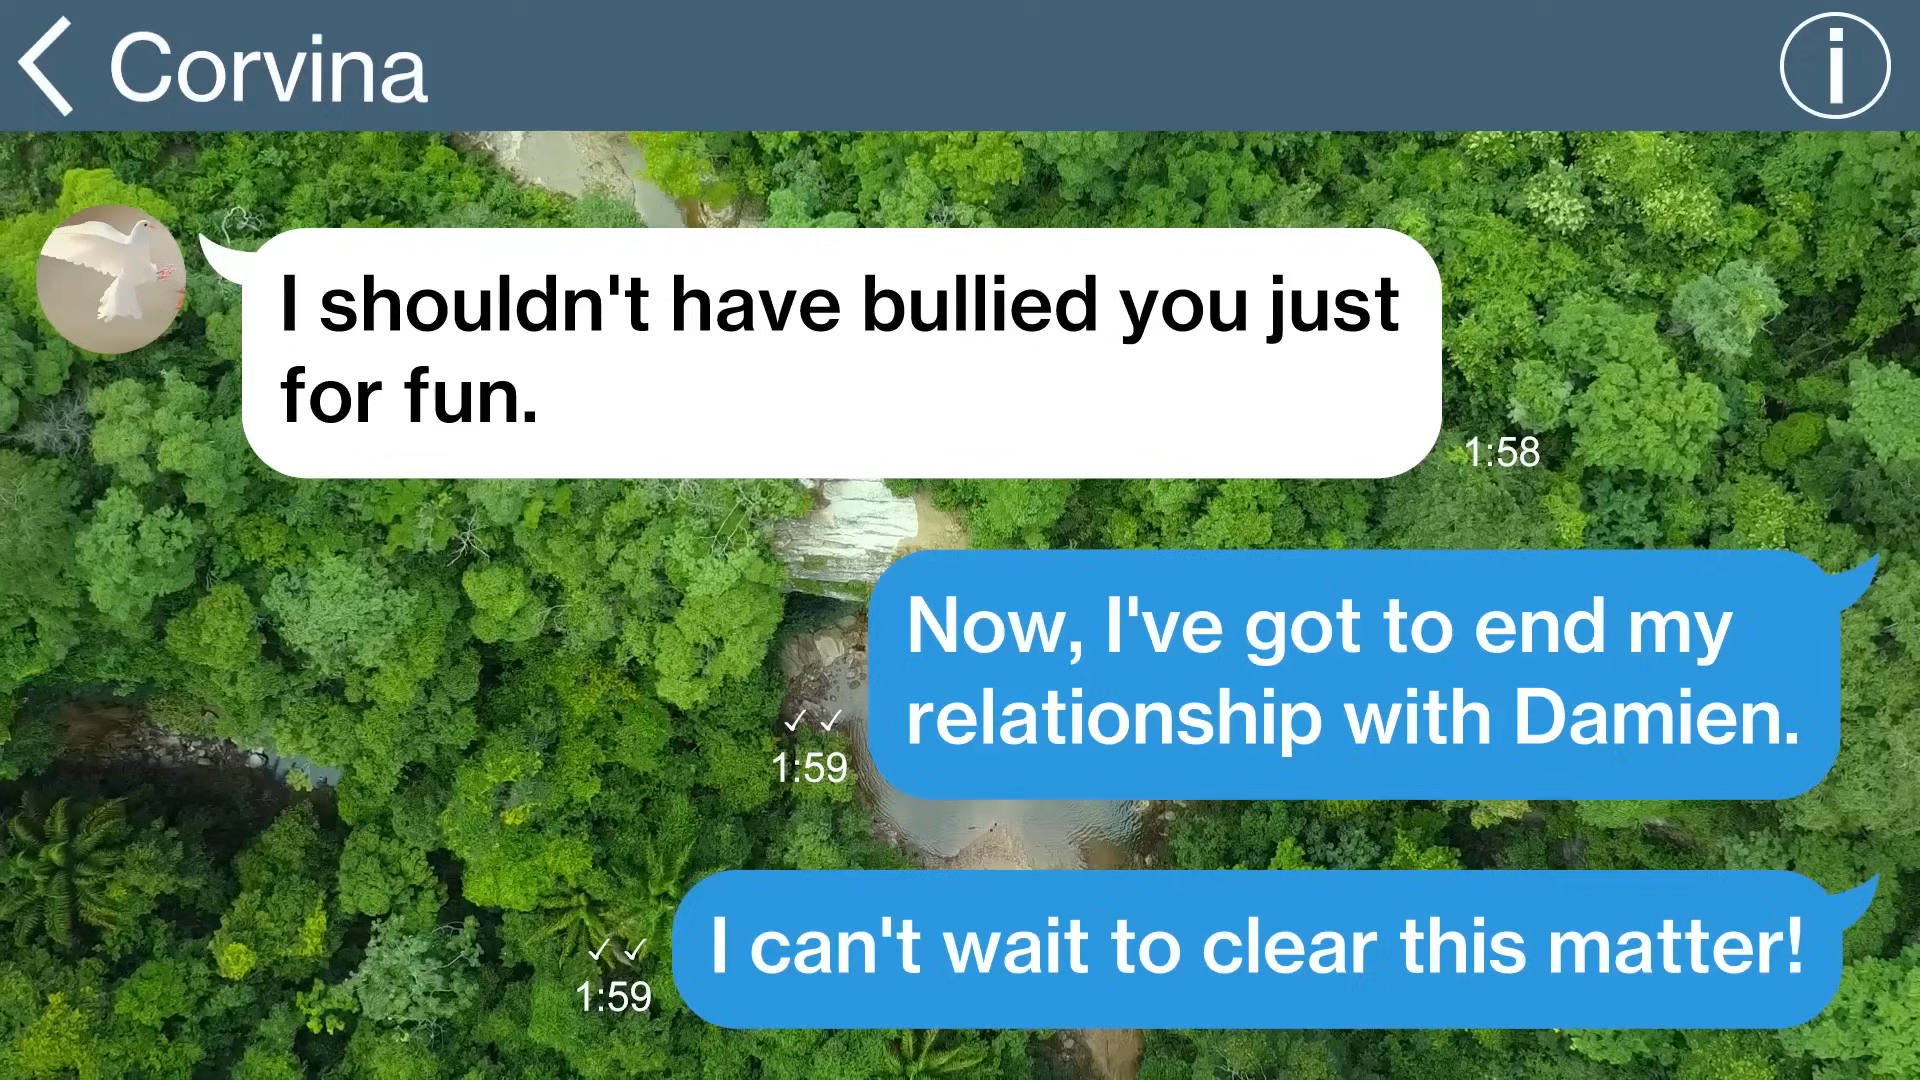 Corvina
I shouldn't have bullied you just
for fun.
1:58
Now, I've got to end my
relationship with Damien.
1:59
I can't wait to clear this matter!
1:59